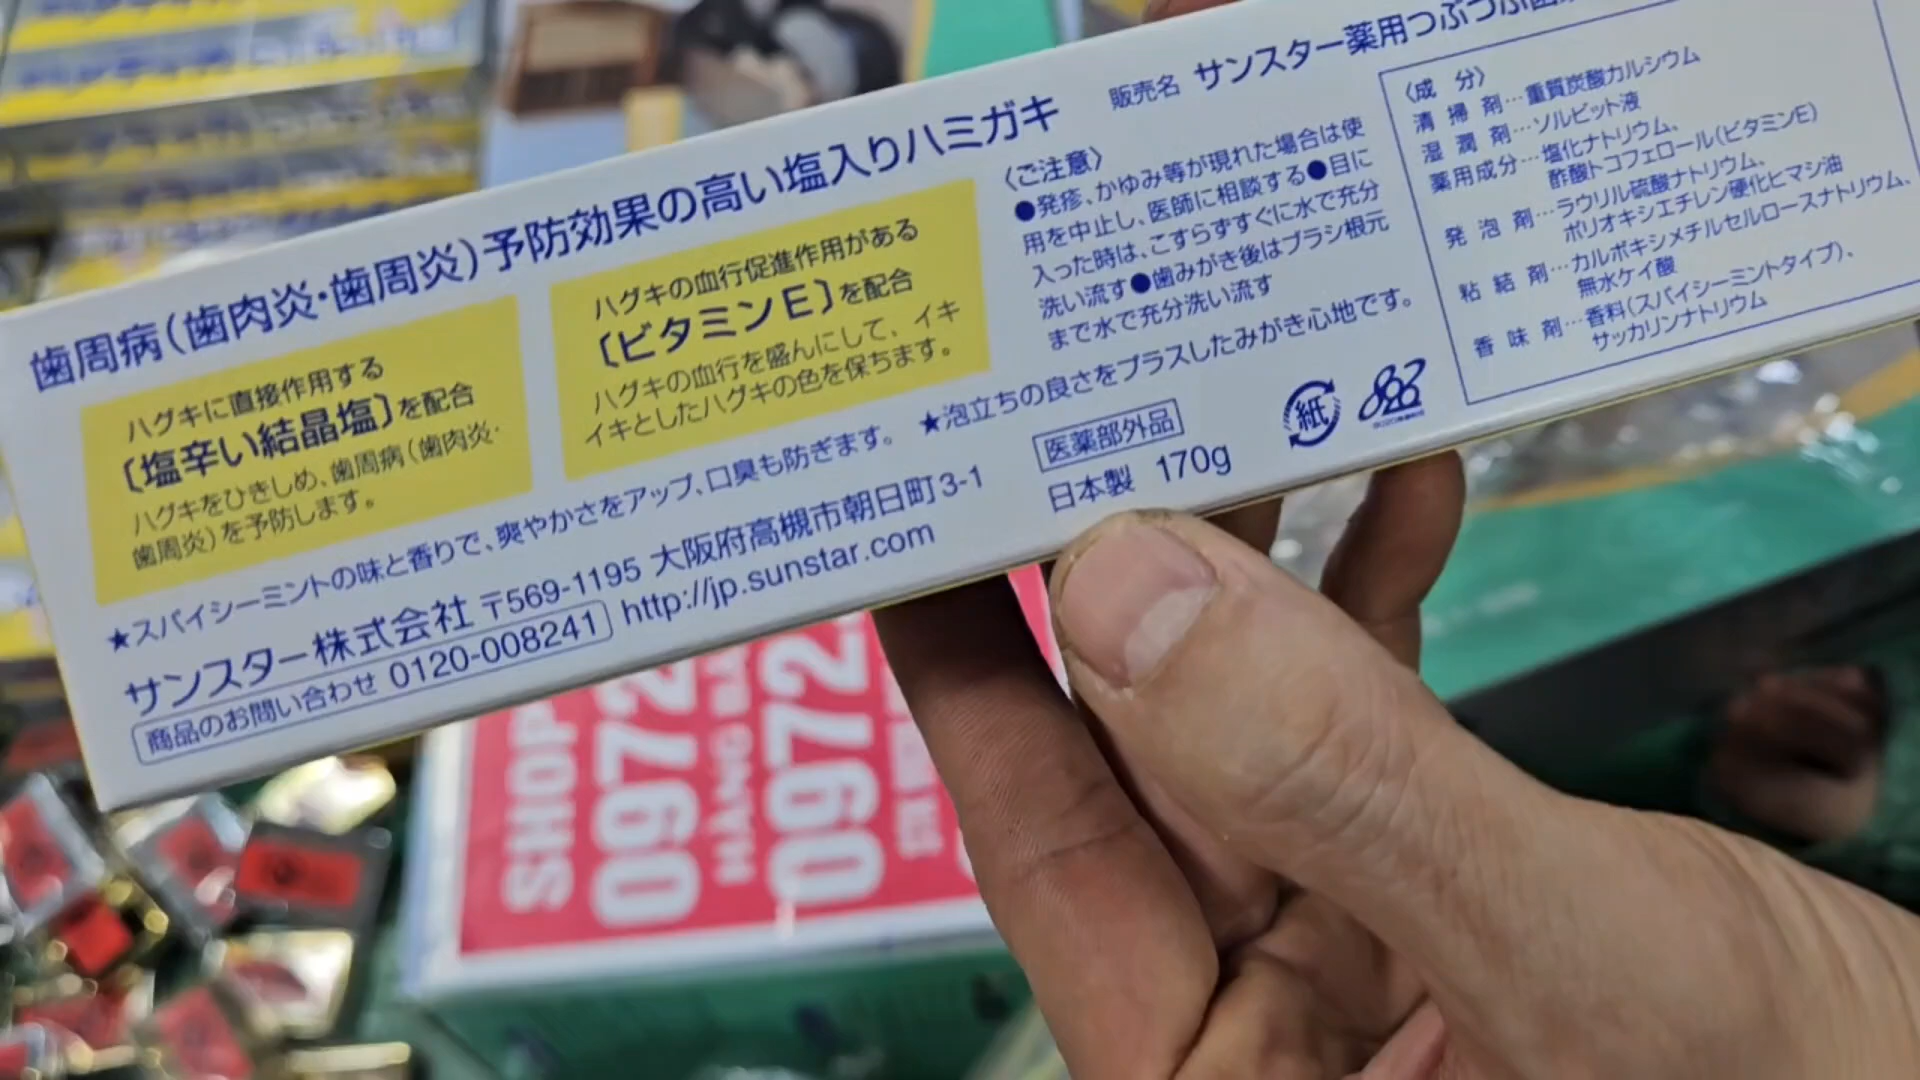 歯周病(歯肉炎・歯周炎)予防効果の高い塩入りハミガキ
ハグキに直接作用する
〔塩辛い結晶塩〕を配合
ハグキをひきしめ、歯周病(歯肉炎・
歯周炎)を予防します。
ハグキの血行促進作用がある
〔ビタミンE〕を配合
ハグキの血行を盛んにして、イキ
イキとしたハグキの色を保ちます。
★スパイシーミントの味と香りで、爽やかさをアップ、口臭も防ぎます。 ★泡立ちの良さをプラスしたみがき心地です。
サンスター株式会社 〒569-1195 大阪府高槻市朝日町3-1
商品のお問い合わせ 0120-008241 http://jp.sunstar.com
販売名 サンスター薬用つぶつぶ
〈ご注意〉
●発疹、かゆみ等が現れた場合は使
用を中止し、医師に相談する●目に
入った時は、こすらずすぐに水で充分
洗い流す●歯みがき後はブラシ根元
まで水で充分洗い流す
医薬部外品
日本製 170g
紙
〈成 分〉
清掃剤…重質炭酸カルシウム
湿潤剤…ソルビット液
薬用成分…塩化ナトリウム、
酢酸トコフェロール(ビタミンE)
発泡剤…ラウリル硫酸ナトリウム、
ポリオキシエチレン硬化ヒマシ油
粘結剤…カルボキシメチルセルロースナトリウム、
無水ケイ酸
香味剤…香料(スパイシーミントタイプ)、
サッカリンナトリウム
SHOP
0972
HÀNG
0972